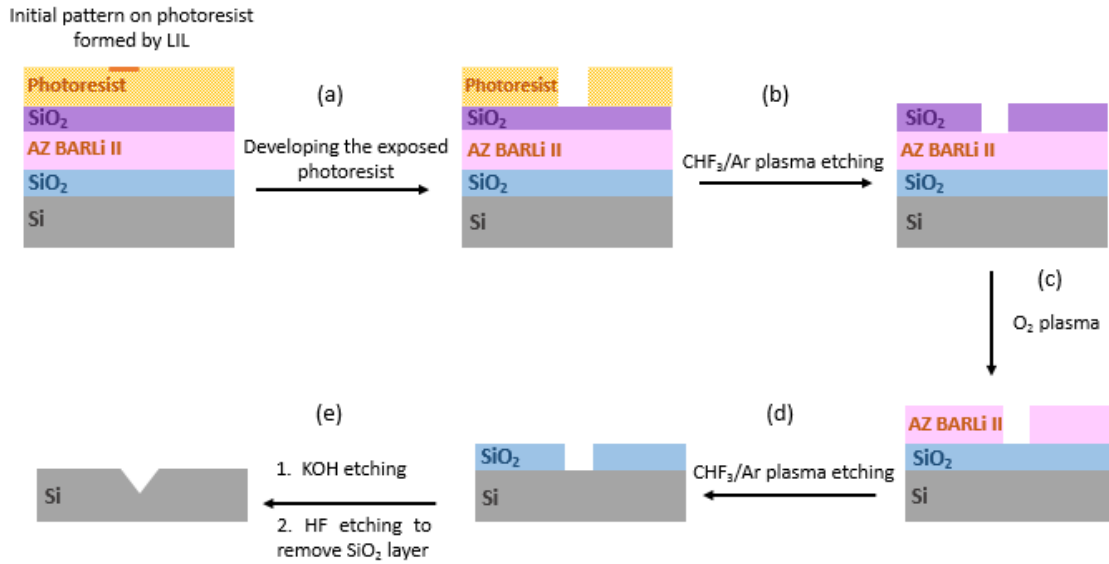 Initial pattern on photoresist
formed by LIL
Photoresist
SiO₂
AZ BARLi II
SiO₂
Si
(a)
Developing the exposed
photoresist
Photoresist
SiO₂
AZ BARLi II
SiO₂
Si
(b)
CHF₃/Ar plasma etching
SiO₂
AZ BARLi II
SiO₂
Si
(c)
O₂ plasma
AZ BARLi II
SiO₂
Si
(d)
CHF₃/Ar plasma etching
SiO₂
Si
(e)
1. KOH etching
2. HF etching to
remove SiO₂ layer
Si